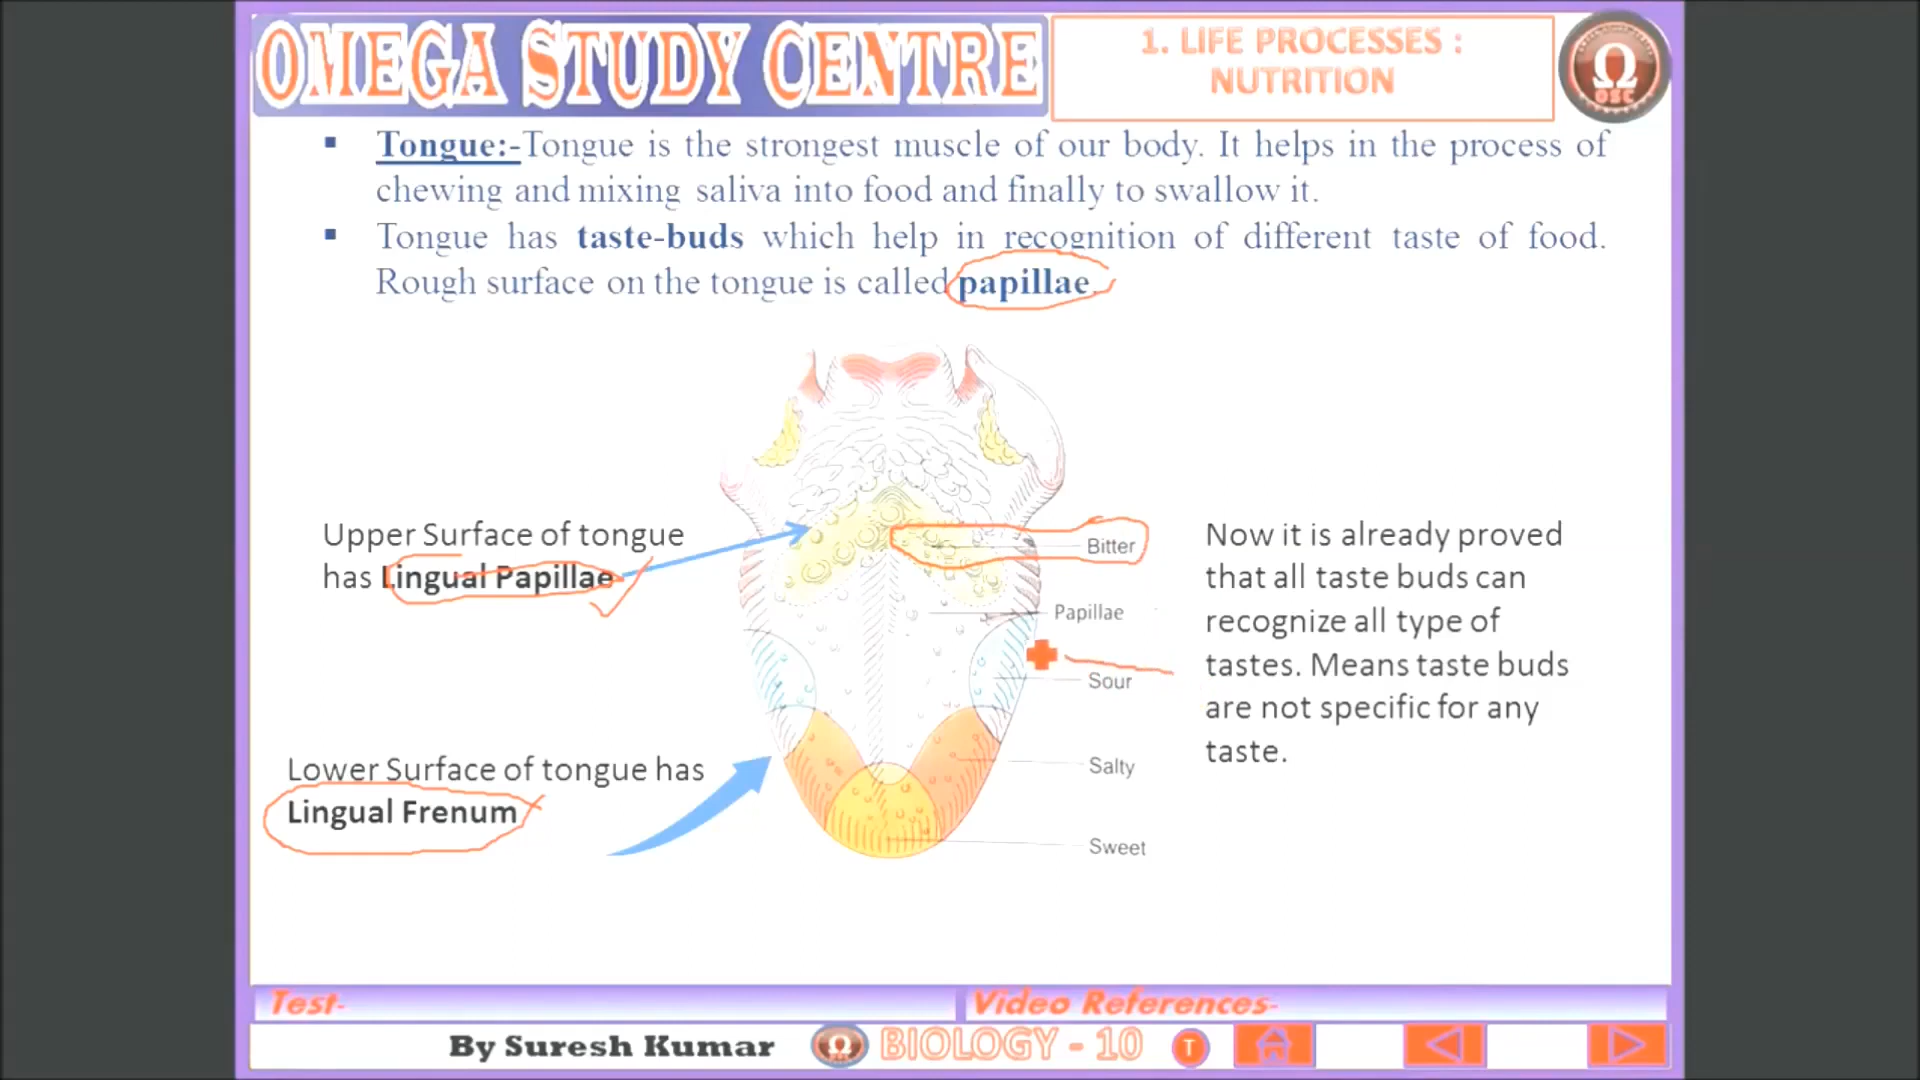 OMEGA STUDY CENTRE
1. LIFE PROCESSES :
NUTRITION
Ω
OSC
▪ Tongue:-Tongue is the strongest muscle of our body. It helps in the process of
chewing and mixing saliva into food and finally to swallow it.
▪ Tongue has taste-buds which help in recognition of different taste of food.
Rough surface on the tongue is called papillae.
Upper Surface of tongue
has Lingual Papillae
Lower Surface of tongue has
Lingual Frenum
Bitter
Papillae
Sour
Salty
Sweet
Now it is already proved
that all taste buds can
recognize all type of
tastes. Means taste buds
are not specific for any
taste.
Test-
Video References-
By Suresh Kumar
Ω
BIOLOGY - 10
T